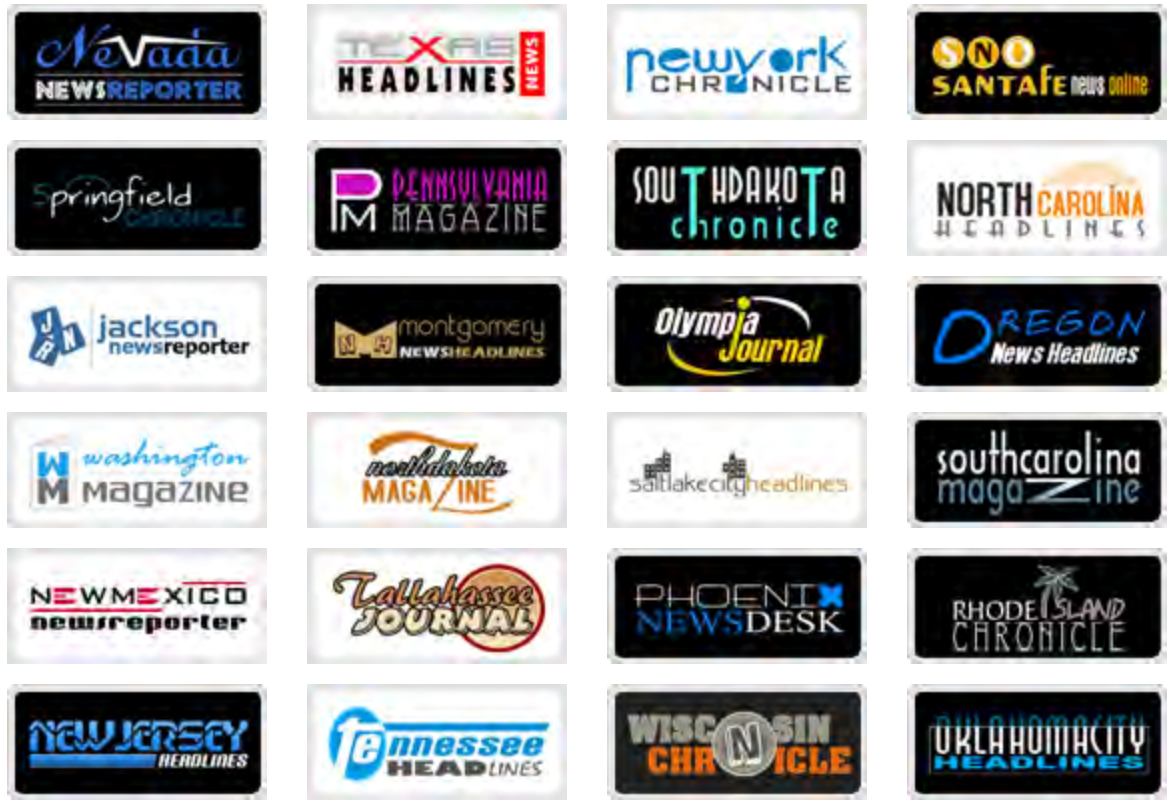 Nevada
NEWSREPORTER
TEXAS
HEADLINES
NEWS
newyork
CHRONICLE
SNO
SANTAFe news online
Springfield
CHRONICLE
PM
PENNSYLVANIA
MAGAZINE
SOUTHDAKOTA
chronicle
NORTH CAROLINA
HEADLINES
JNR
jackson
newsreporter
NH
montgomery
NEWSHEADLINES
Olympia
Journal
OREGON
News Headlines
WM
washington
MAGAZINE
northdakota
MAGAZINE
saltlakecityheadlines
southcarolina
magaZine
NEWMEXICO
newsreporter
Tallahassee
JOURNAL
PHOENIX
NEWSDESK
RHODE ISLAND
CHRONICLE
NEWJERSEY
HEADLINES
Tennessee
HEADLINES
WISCONSIN
CHRONICLE
OKLAHOMACITY
HEADLINES